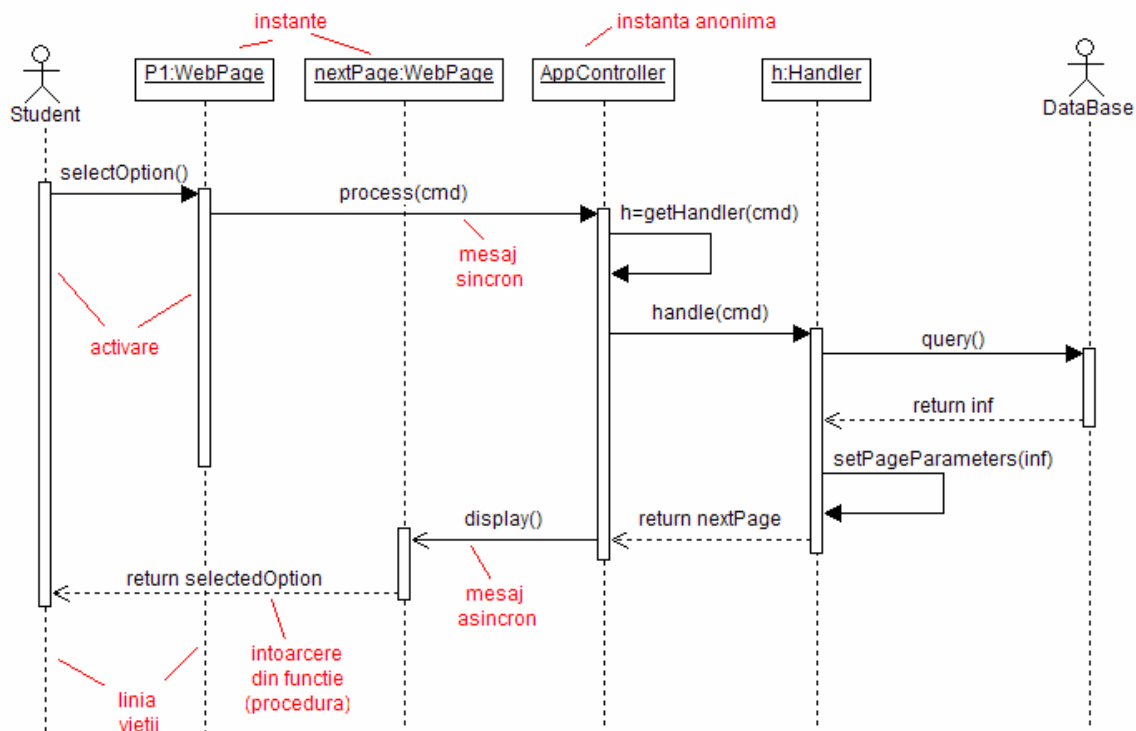 instante
instanta anonima
P1:WebPage
nextPage:WebPage
AppController
h:Handler
Student
DataBase
selectOption()
process(cmd)
h=getHandler(cmd)
mesaj
sincron
handle(cmd)
activare
query()
return inf
setPageParameters(inf)
display()
return nextPage
return selectedOption
mesaj
asincron
intoarcere
din functie
(procedura)
linia
vietii